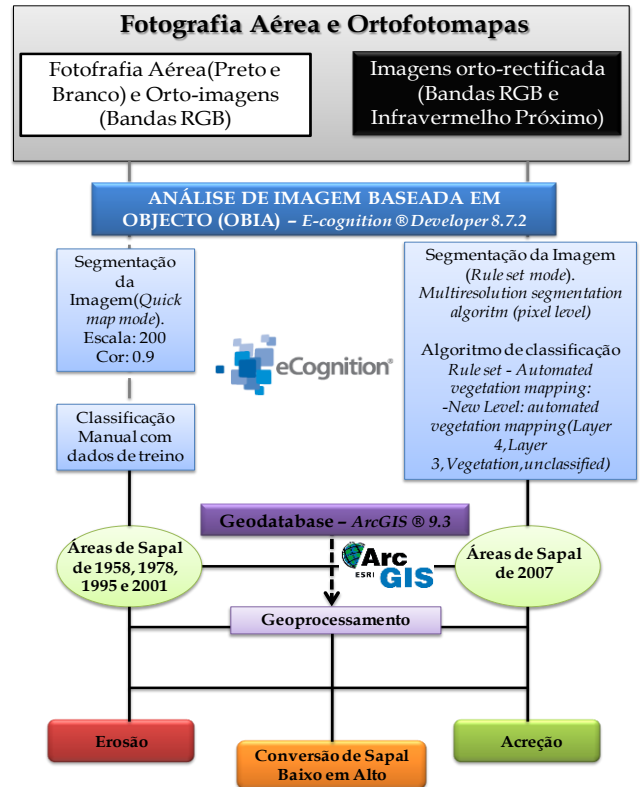 Fotografia Aérea e Ortofotomapas
Fotofrafia Aérea(Preto e
Branco) e Orto-imagens
(Bandas RGB)
Imagens orto-rectificada
(Bandas RGB e
Infravermelho Próximo)
ANÁLISE DE IMAGEM BASEADA EM
OBJECTO (OBIA) – E-cognition ® Developer 8.7.2
Segmentação
da
Imagem(Quick
map mode).
Escala: 200
Cor: 0.9
Segmentação da Imagem
(Rule set mode).
Multiresolution segmentation
algoritm (pixel level)
Algoritmo de classificação
Rule set - Automated
vegetation mapping:
-New Level: automated
vegetation mapping(Layer
4,Layer
3,Vegetation,unclassified)
eCognition®
Classificação
Manual com
dados de treino
Geodatabase – ArcGIS ® 9.3
Áreas de Sapal
de 1958, 1978,
1995 e 2001
Arc
ESRI GIS
Áreas de Sapal
de 2007
Geoprocessamento
Erosão
Conversão de Sapal
Baixo em Alto
Acreção